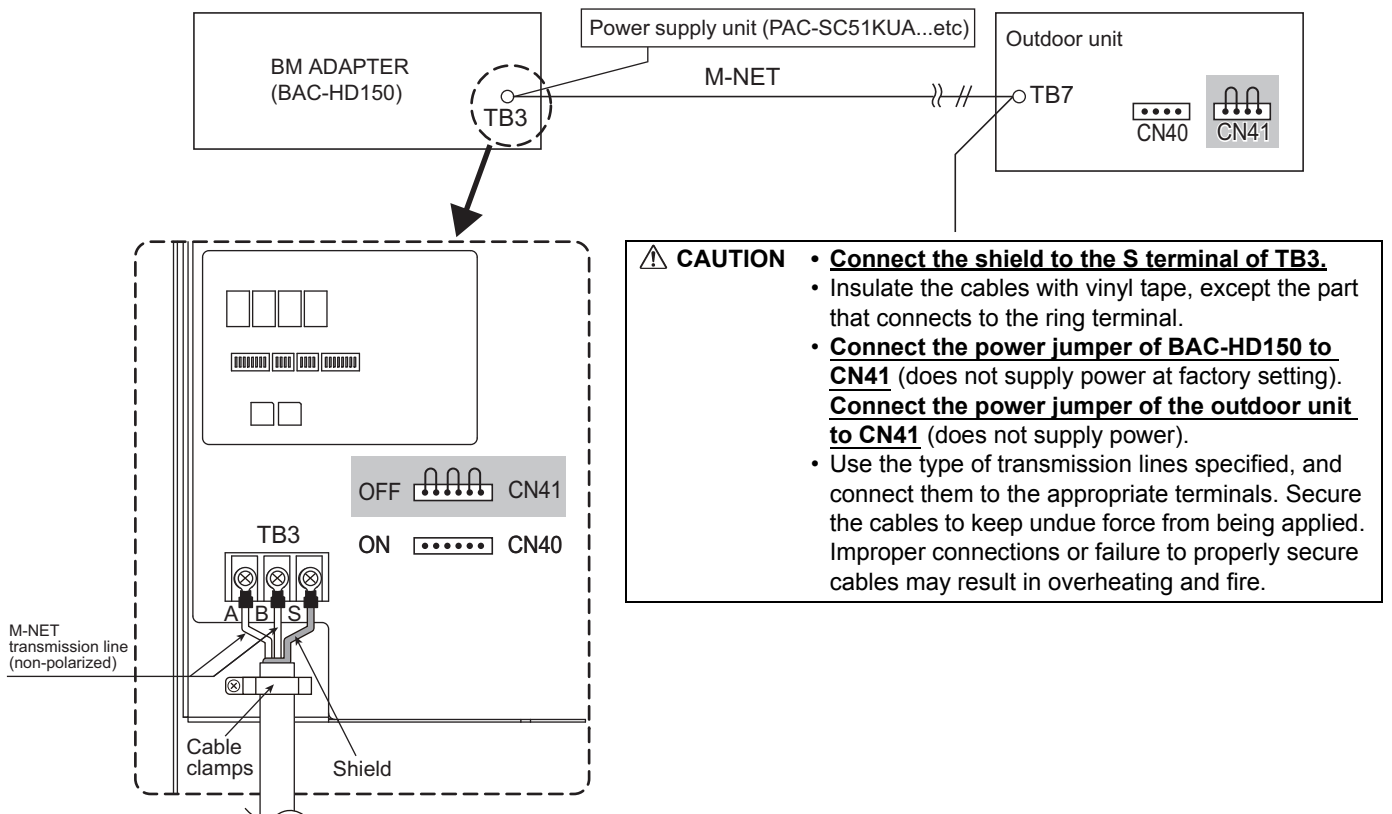 Power supply unit (PAC-SC51KUA...etc)
BM ADAPTER
(BAC-HD150)
TB3
M-NET
Outdoor unit
TB7
CN40
CN41
⚠ CAUTION
• Connect the shield to the S terminal of TB3.
• Insulate the cables with vinyl tape, except the part
that connects to the ring terminal.
• Connect the power jumper of BAC-HD150 to
CN41 (does not supply power at factory setting).
Connect the power jumper of the outdoor unit
to CN41 (does not supply power).
• Use the type of transmission lines specified, and
connect them to the appropriate terminals. Secure
the cables to keep undue force from being applied.
Improper connections or failure to properly secure
cables may result in overheating and fire.
OFF CN41
ON CN40
TB3
A B S
M-NET
transmission line
(non-polarized)
Cable
clamps
Shield